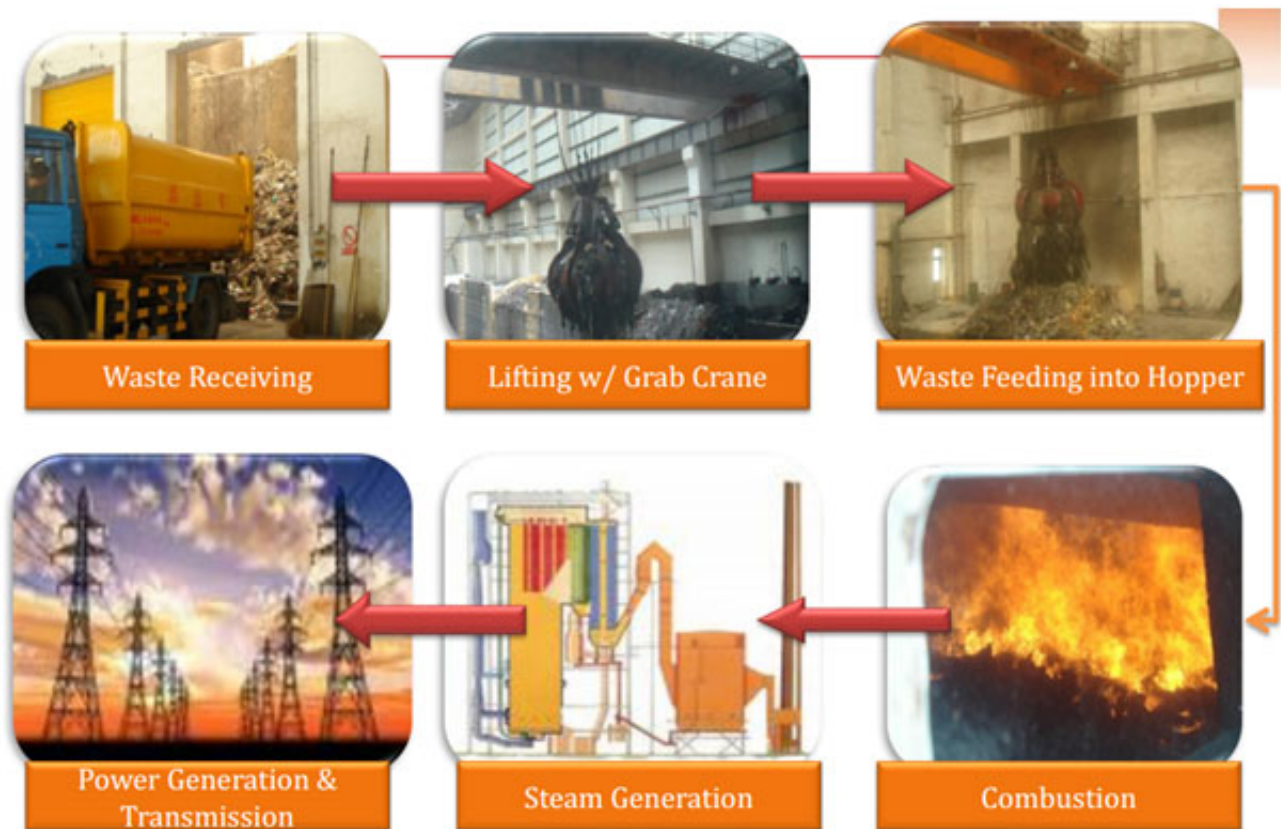 Waste Receiving
Lifting w/ Grab Crane
Waste Feeding into Hopper
Power Generation &
Transmission
Steam Generation
Combustion